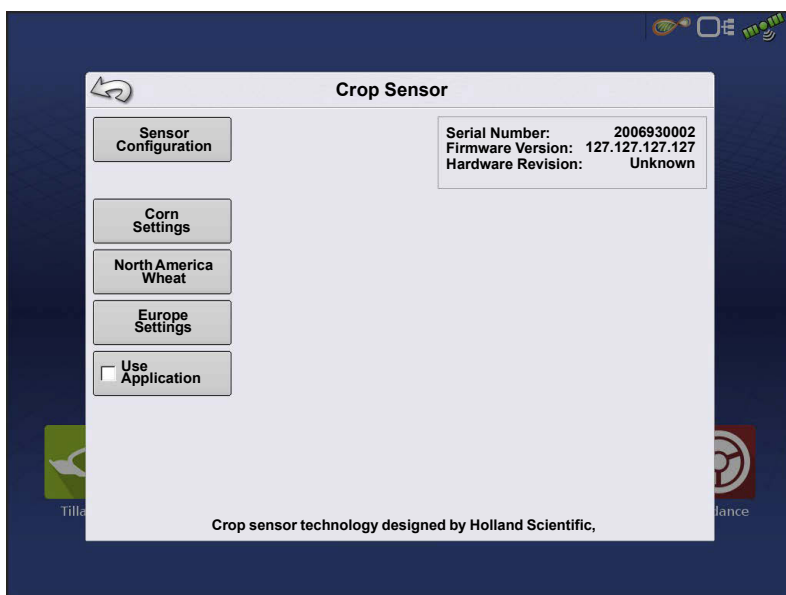 Crop Sensor
Sensor
Configuration
Serial Number: 2006930002
Firmware Version: 127.127.127.127
Hardware Revision: Unknown
Corn
Settings
North America
Wheat
Europe
Settings
Use
Application
Tilla
dance
Crop sensor technology designed by Holland Scientific,